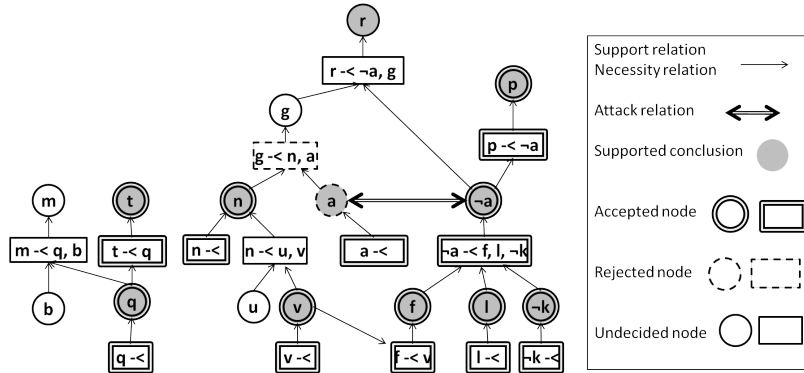 r
r -< ¬a, g
g
p
p -< ¬a
g -< n, a
m
t
n
a
¬a
m -< q, b
t -< q
n -<
n -< u, v
a -<
¬a -< f, l, ¬k
b
q
u
v
f
l
¬k
q -<
v -<
f -< v
l -<
¬k -<
Support relation
Necessity relation
Attack relation
Supported conclusion
Accepted node
Rejected node
Undecided node